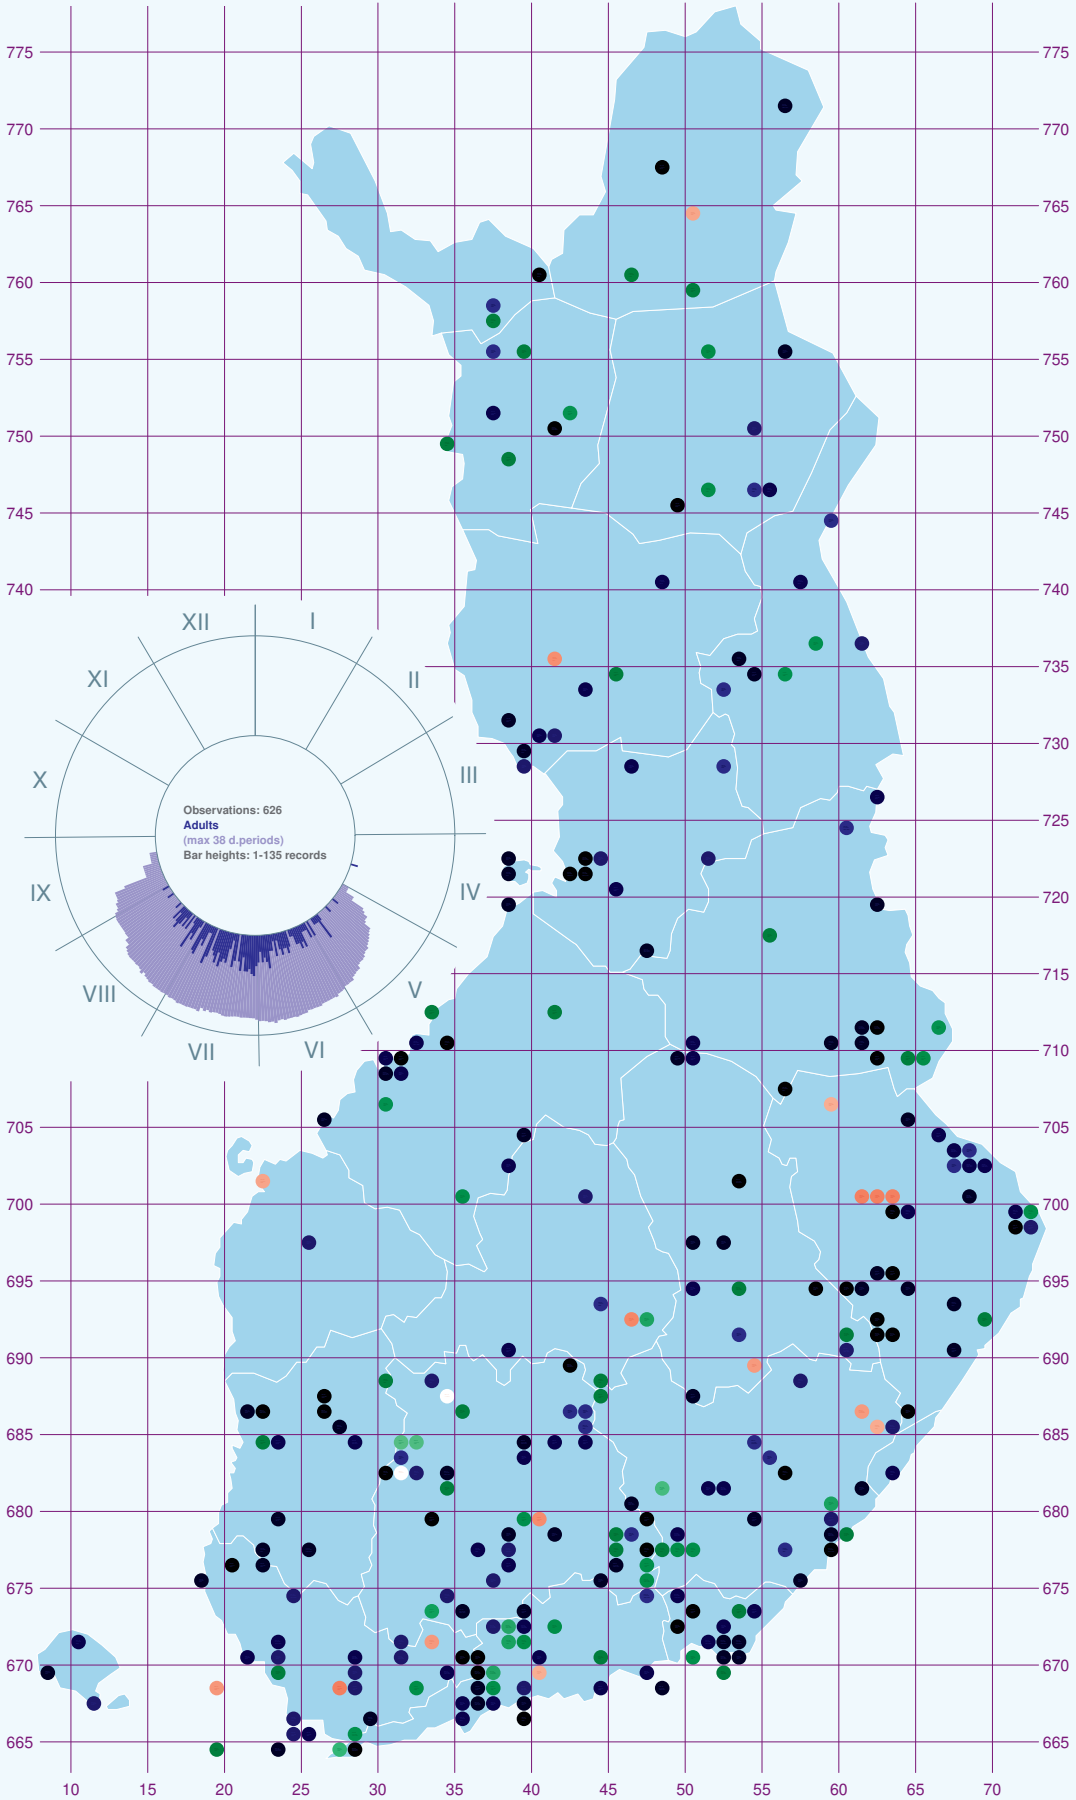 775 775
770 770
765 765
760 760
755 755
750 750
745 745
740 740
XII I
XI II
735 735
730
X III
725
Observations: 626
Adults
(max 38 d.periods)
Bar heights: 1-135 records
IX IV
720
715
VIII V
VII VI
710
705 705
700 700
695 695
690 690
685 685
680 680
675 675
670 670
665 665
10 15 20 25 30 35 40 45 50 55 60 65 70